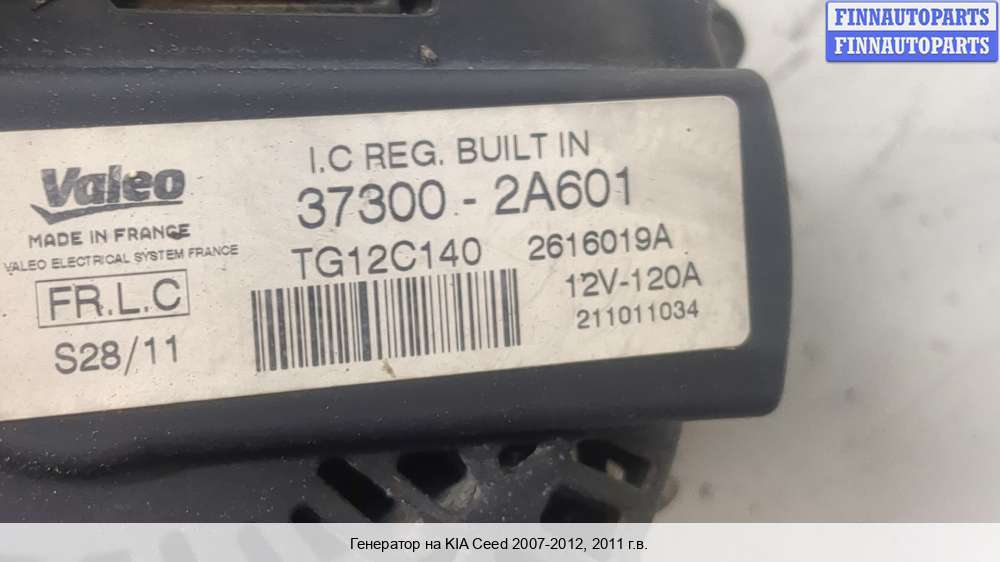 FINNAUTOPARTS
FINNAUTOPARTS
I.C REG. BUILT IN
Valeo
37300 - 2A601
MADE IN FRANCE
VALEO ELECTRICAL SYSTEM FRANCE
TG12C140 2616019A
FR.L.C
12V-120A
211011034
S28/11
Генератор на KIA Ceed 2007-2012, 2011 г.в.